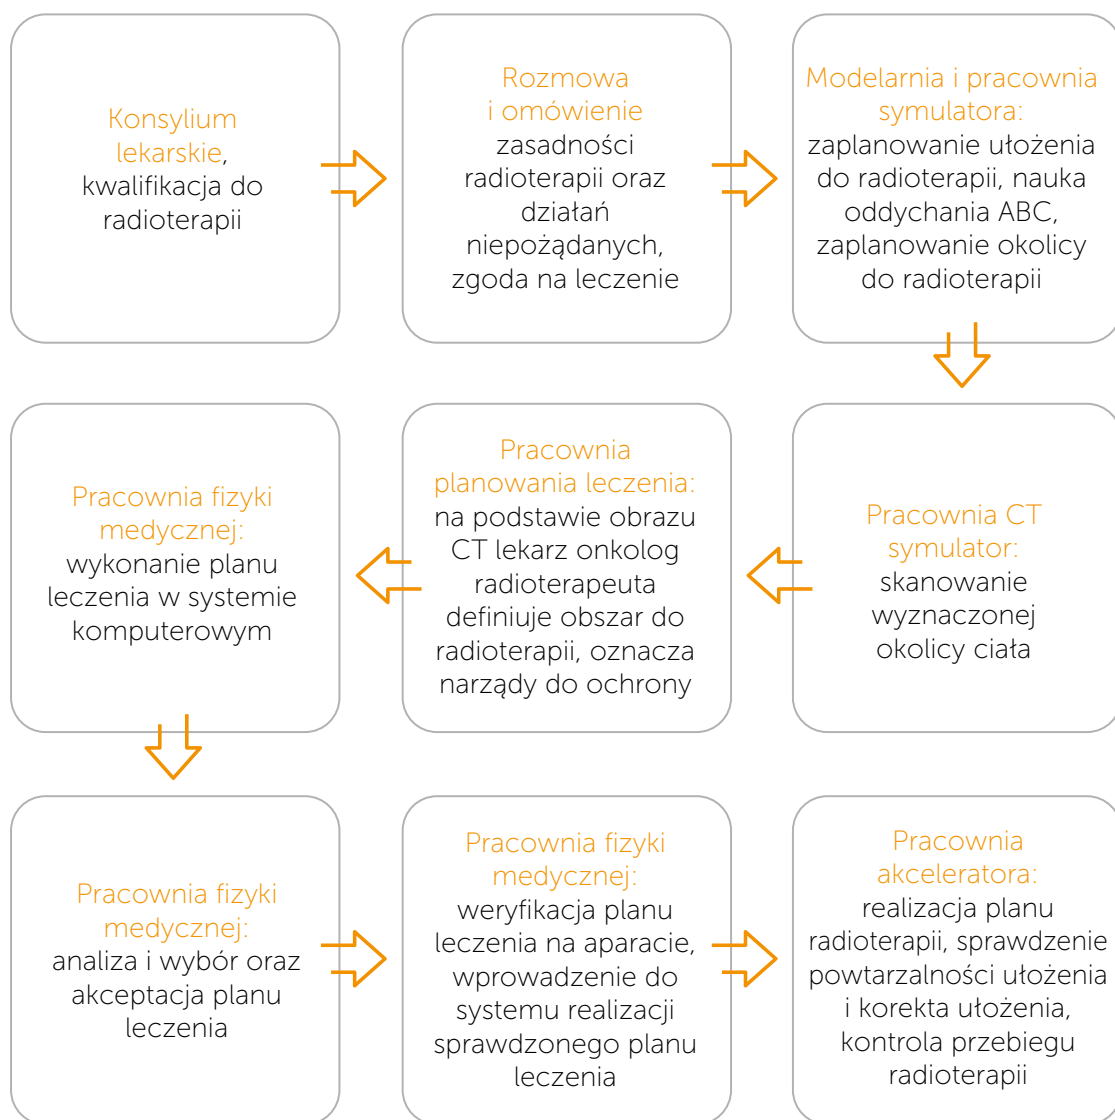 Konsylium
lekarskie,
kwalifikacja do
radioterapii
Rozmowa
i omówienie
zasadności
radioterapii oraz
działań
niepożądanych,
zgoda na leczenie
Modelarnia i pracownia
symulatora:
zaplanowanie ułożenia
do radioterapii, nauka
oddychania ABC,
zaplanowanie okolicy
do radioterapii
Pracownia CT
symulator:
skanowanie
wyznaczonej
okolicy ciała
Pracownia
planowania leczenia:
na podstawie obrazu
CT lekarz onkolog
radioterapeuta
definiuje obszar do
radioterapii, oznacza
narządy do ochrony
Pracownia fizyki
medycznej:
wykonanie planu
leczenia w systemie
komputerowym
Pracownia fizyki
medycznej:
analiza i wybór oraz
akceptacja planu
leczenia
Pracownia fizyki
medycznej:
weryfikacja planu
leczenia na aparacie,
wprowadzenie do
systemu realizacji
sprawdzonego planu
leczenia
Pracownia
akceleratora:
realizacja planu
radioterapii, sprawdzenie
powtarzalności ułożenia
i korekta ułożenia,
kontrola przebiegu
radioterapii